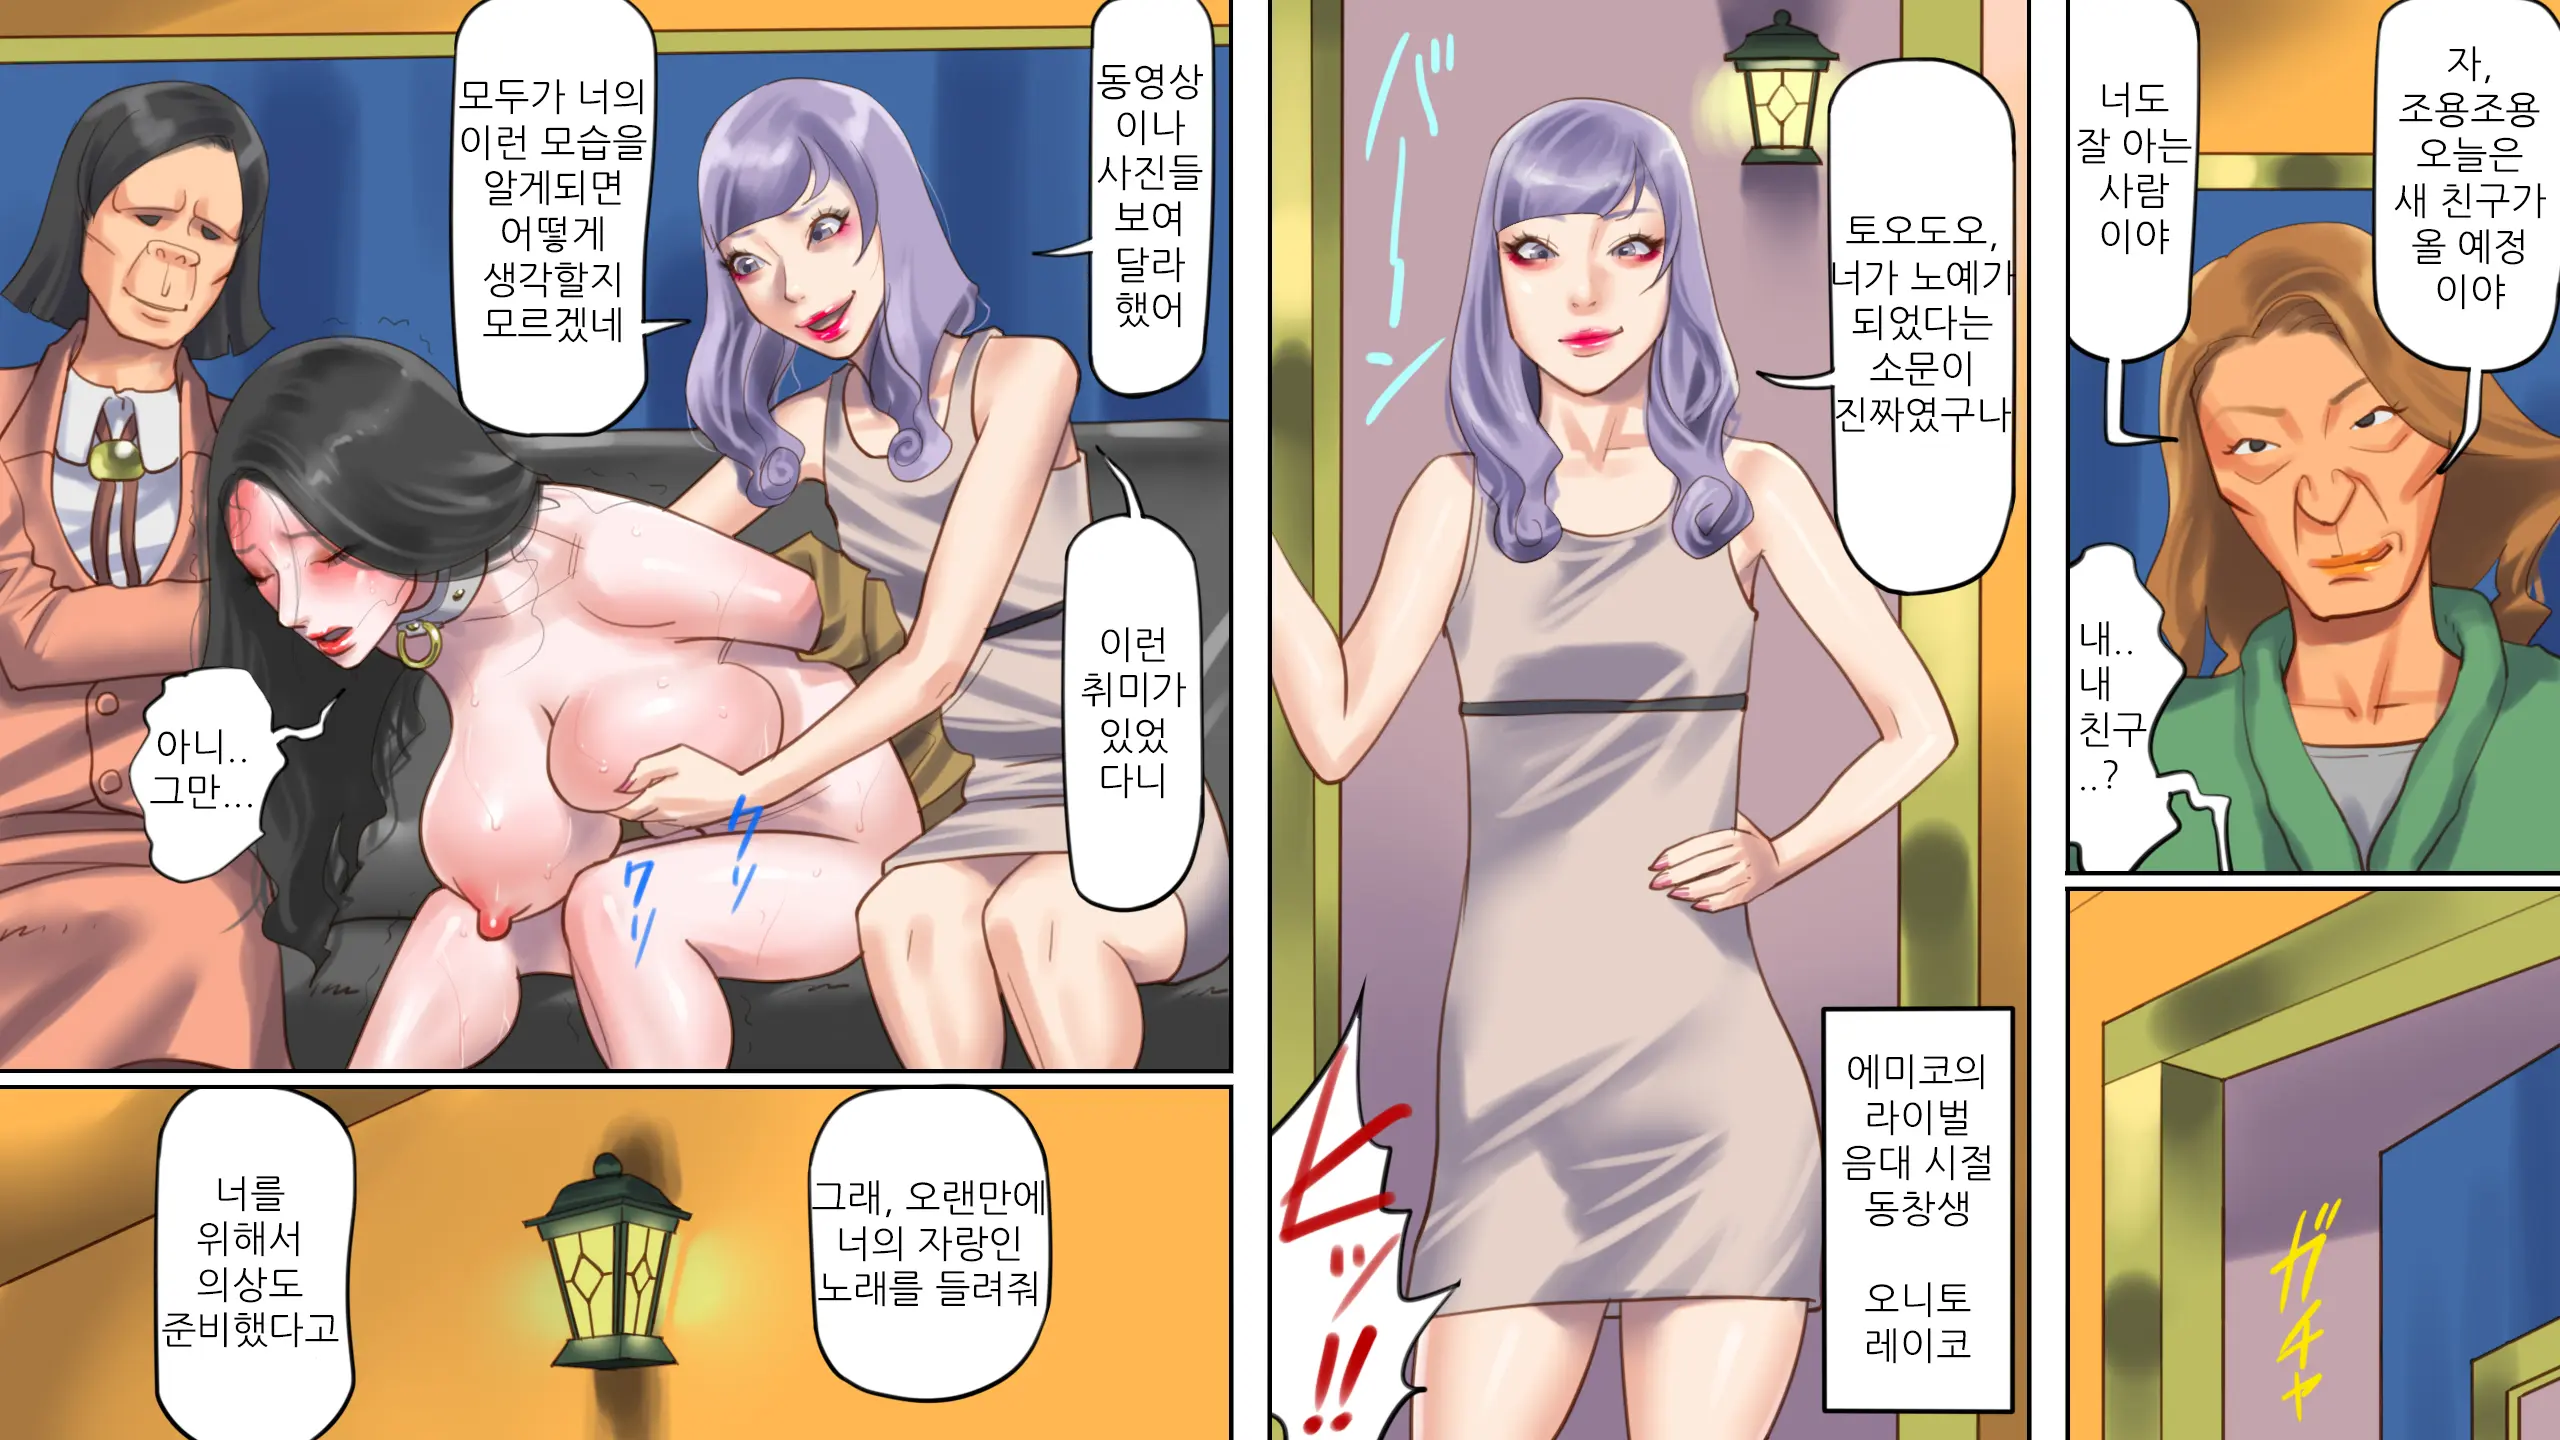 자,
조용조용
오늘은
새 친구가
올 예정
이야
너도
잘 아는
사람
이야
내..
내
친구
..?
ガチャ
バーン
토오도오,
너가 노예가
되었다는
소문이
진짜였구나
ビッ!!
에미코의
라이벌
음대 시절
동창생
오니토
레이코
동영상
이나
사진들
보여
달라
했어
모두가 너의
이런 모습을
알게되면
어떻게
생각할지
모르겠네
이런
취미가
있었
다니
아니..
그만...
クリ
クリ
그래, 오랜만에
너의 자랑인
노래를 들려줘
너를
위해서
의상도
준비했다고